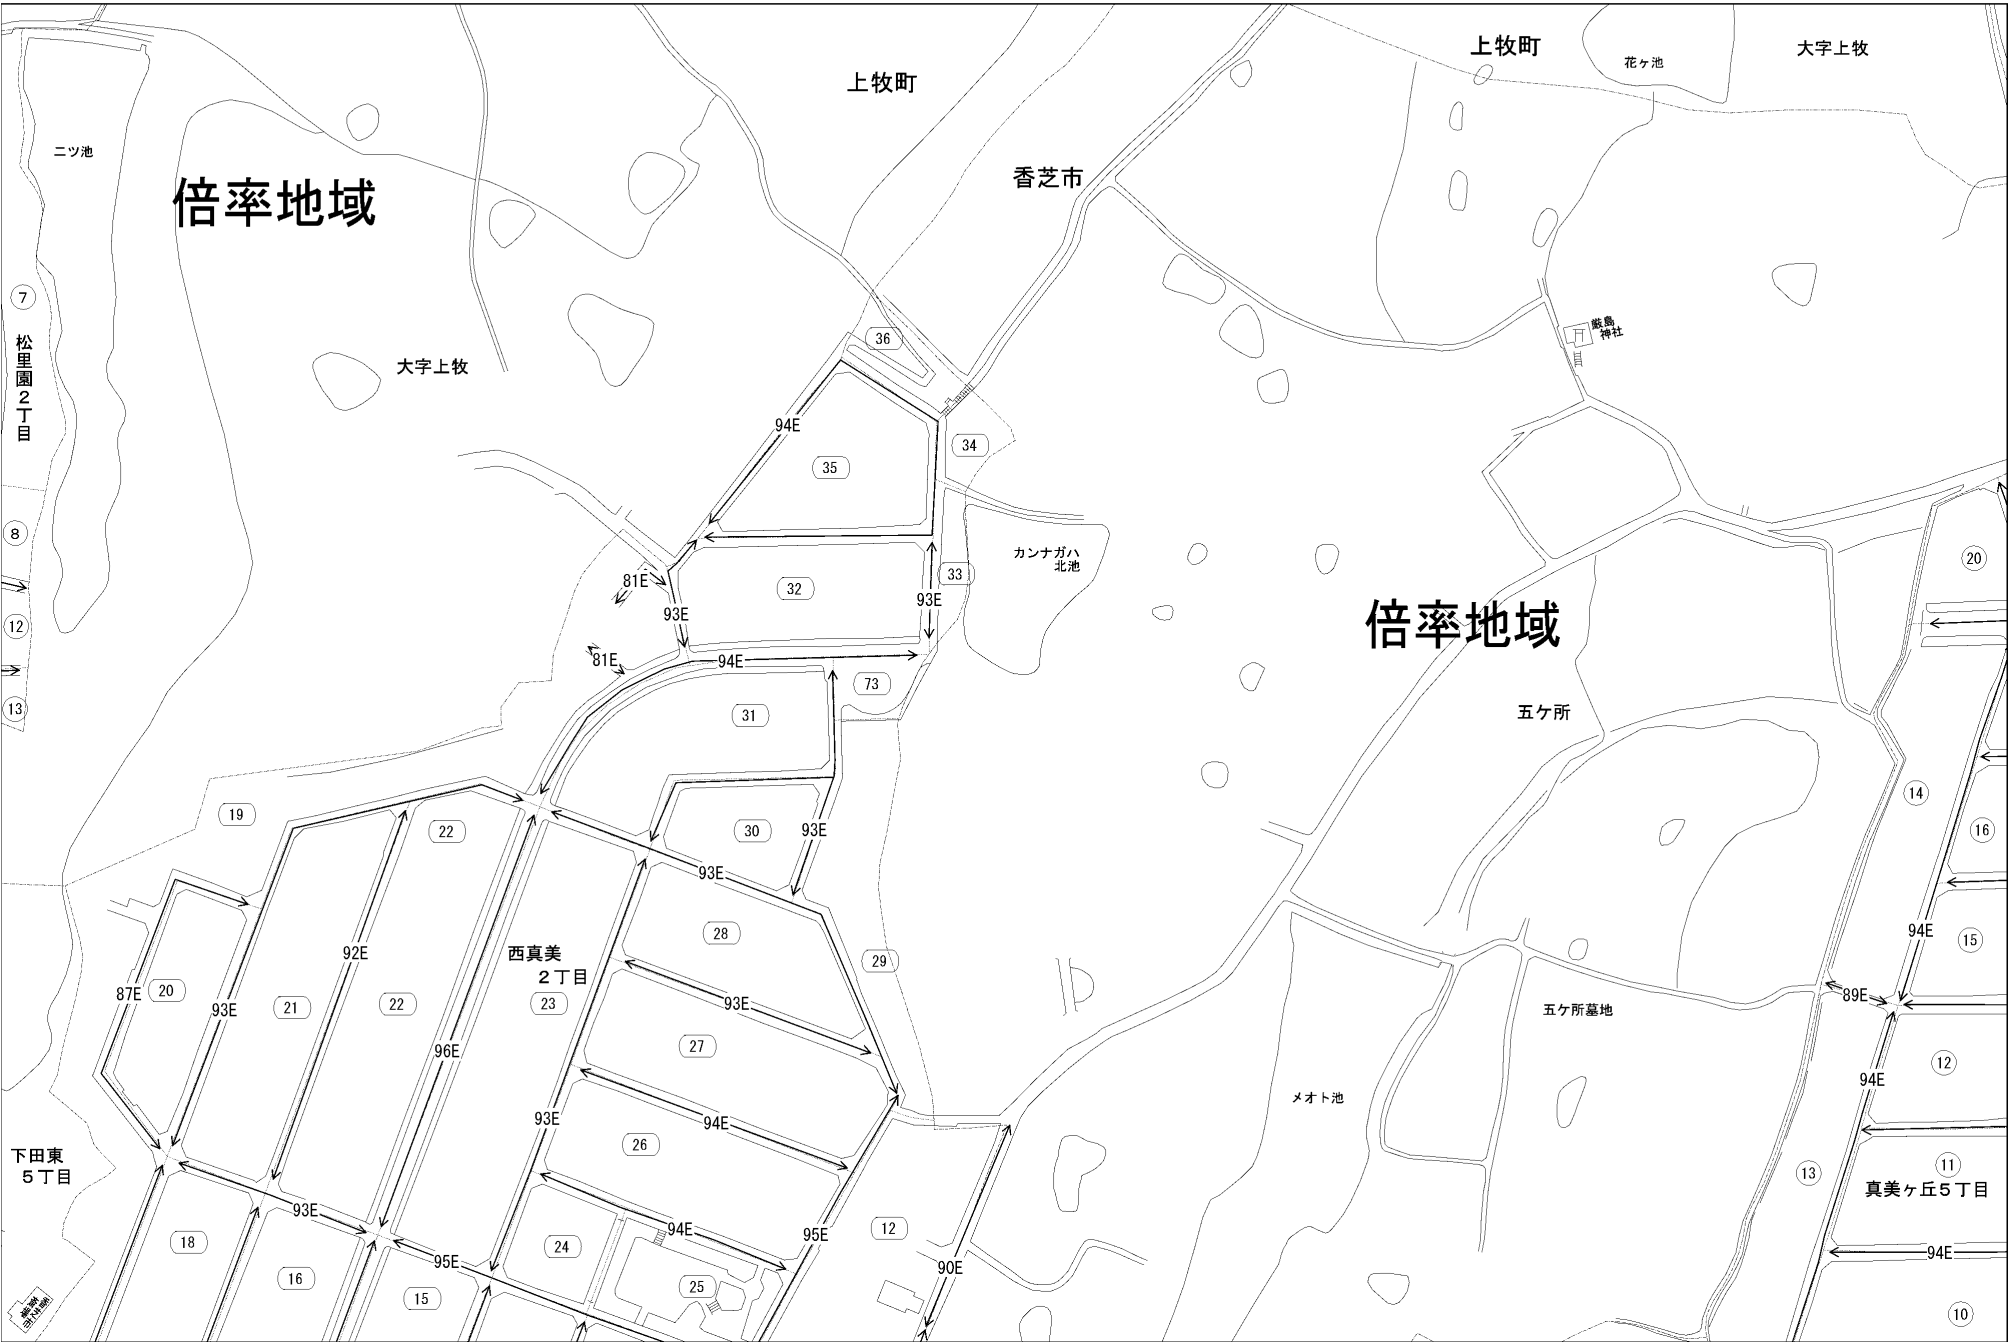 上牧町
上牧町
花ヶ池
大字上牧
二ツ池
香芝市
倍率地域
7
松里園2丁目
厳島
神社
36
大字上牧
94E
34
35
8
カンナガハ
北池
20
33
81E
32
93E
93E
12
倍率地域
81E
94E
73
13
31
五ケ所
14
19
22
30
93E
16
93E
94E
28
15
92E
西真美
2丁目
29
20
87E
21
93E
22
23
93E
89E
五ケ所墓地
27
96E
12
94E
メオト池
93E
94E
26
下田東
5丁目
11
13
真美ヶ丘5丁目
93E
12
94E
95E
18
24
94E
95E
90E
16
25
15
10